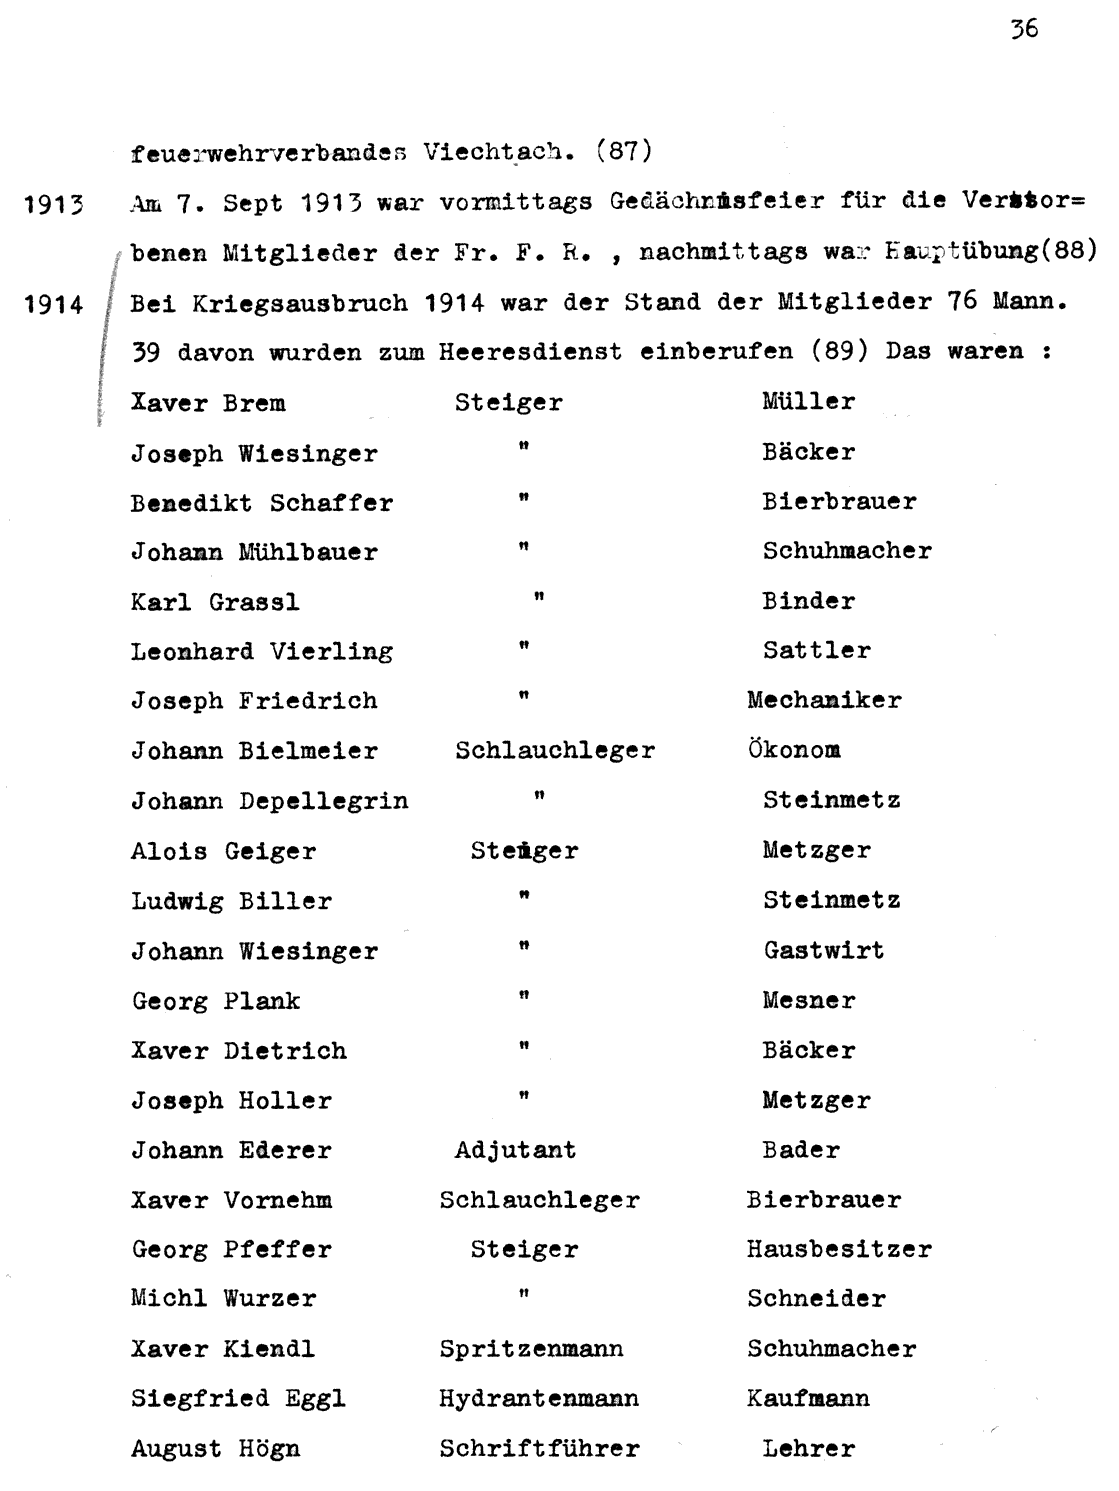 36
feuerwehrverbandes Viechtach. (87)
1913 Am 7. Sept 1913 war vormittags Gedächnisfeier für die Verstor=
benen Mitglieder der Fr. F. R. , nachmittags war Hauptübung(88)
1914 Bei Kriegsausbruch 1914 war der Stand der Mitglieder 76 Mann.
39 davon wurden zum Heeresdienst einberufen (89) Das waren :
Xaver Brem Steiger Müller
Joseph Wiesinger " Bäcker
Benedikt Schaffer " Bierbrauer
Johann Mühlbauer " Schuhmacher
Karl Grassl " Binder
Leonhard Vierling " Sattler
Joseph Friedrich " Mechaniker
Johann Bielmeier Schlauchleger Ökonom
Johann Depellegrin " Steinmetz
Alois Geiger Steiger Metzger
Ludwig Biller " Steinmetz
Johann Wiesinger " Gastwirt
Georg Plank " Mesner
Xaver Dietrich " Bäcker
Joseph Holler " Metzger
Johann Ederer Adjutant Bader
Xaver Vornehm Schlauchleger Bierbrauer
Georg Pfeffer Steiger Hausbesitzer
Michl Wurzer " Schneider
Xaver Kiendl Spritzenmann Schuhmacher
Siegfried Eggl Hydrantenmann Kaufmann
August Högn Schriftführer Lehrer